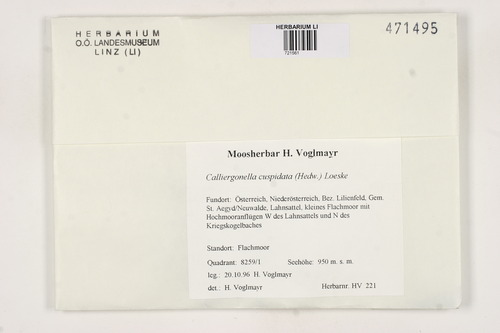 HERBARIUM
O.Ö. LANDESMUSEUM
LINZ (LI)
HERBARIUM LI
721561
471495
Moosherbar H. Voglmayr
Calliergonella cuspidata (Hedw.) Loeske
Fundort: Österreich, Niederösterreich, Bez. Lilienfeld, Gem.
St. Aegyd/Neuwalde, Lahnsattel, kleines Flachmoor mit
Hochmooranflügen W des Lahnsattels und N des
Kriegskogelbaches
Standort: Flachmoor
Quadrant: 8259/1 Seehöhe: 950 m. s. m.
leg.: 20.10.96 H. Voglmayr
det.: H. Voglmayr Herbarnr. HV 221